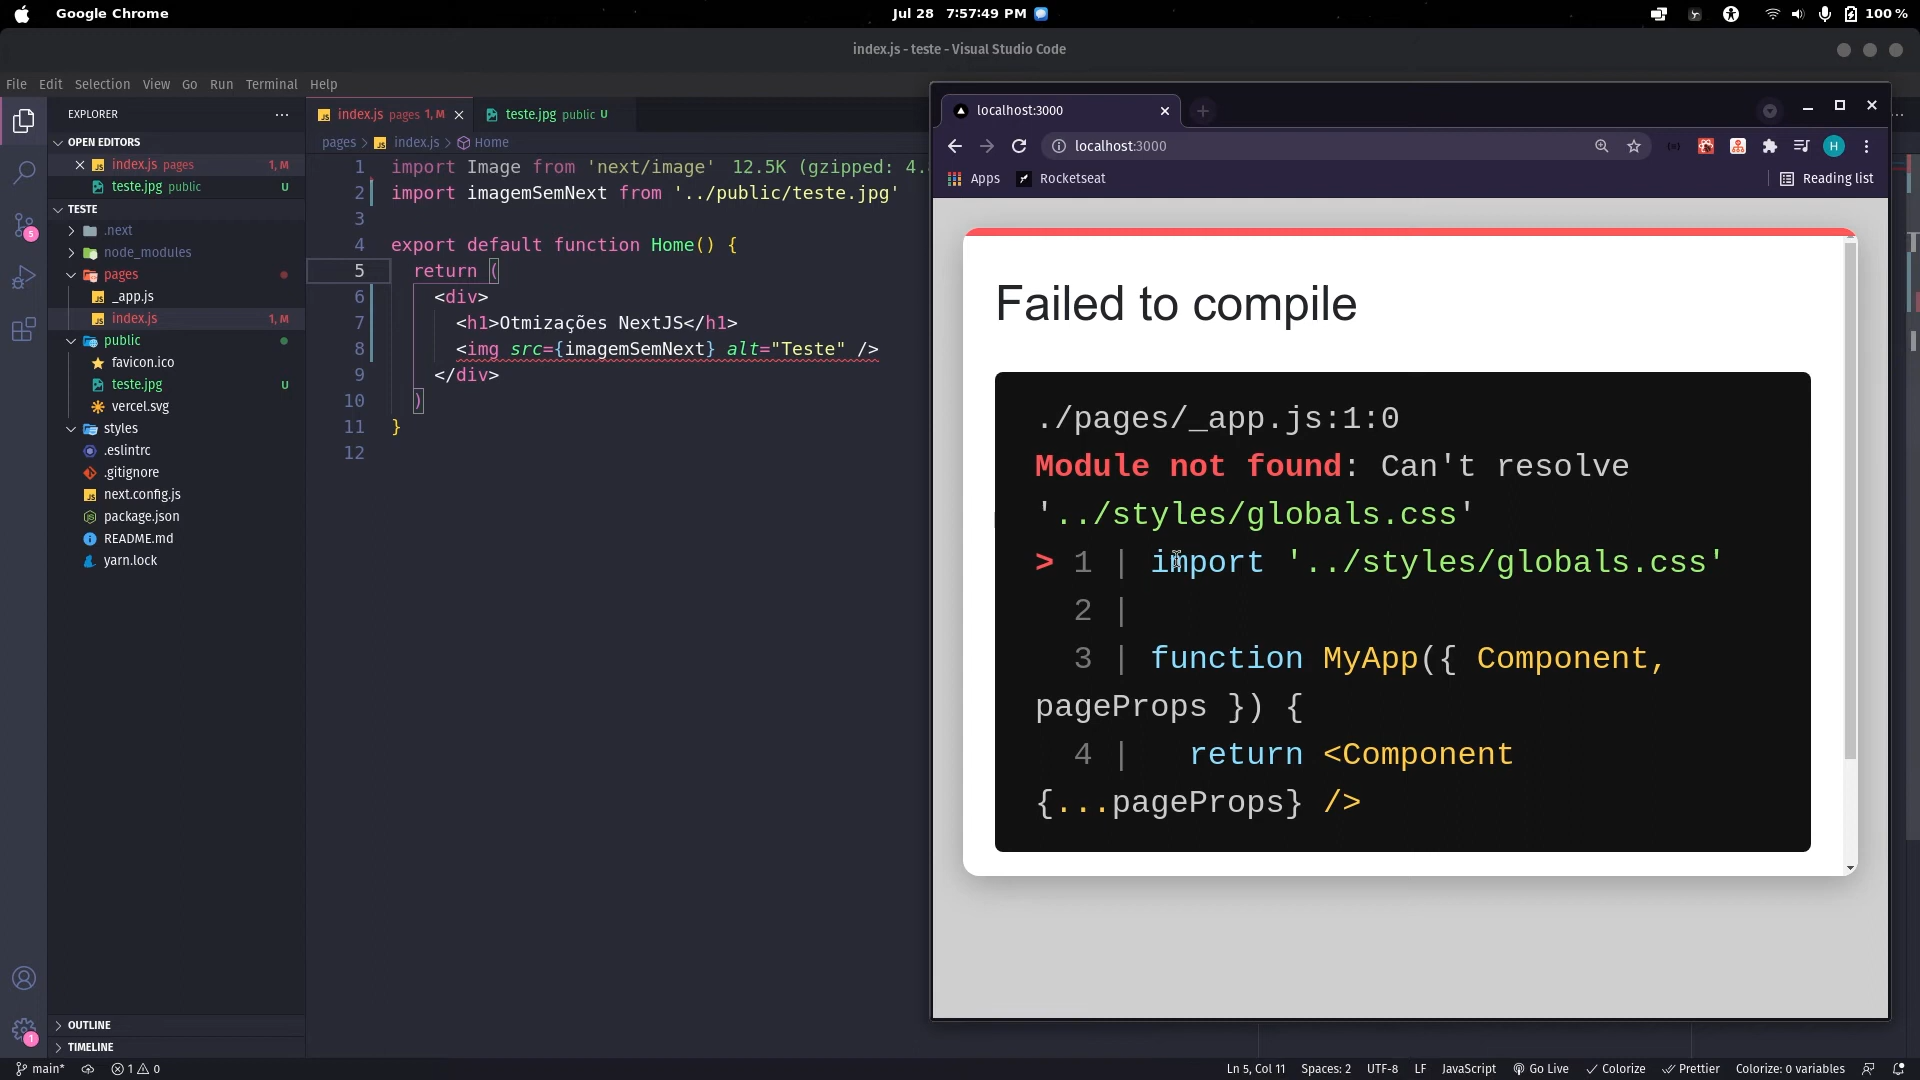 Google Chrome
Jul 28 7:57:49 PM
100 %
index.js - teste - Visual Studio Code
File Edit Selection View Go Run Terminal Help
EXPLORER
OPEN EDITORS
index.js pages 1, M
teste.jpg public U
TESTE
.next
node_modules
pages
_app.js
index.js 1, M
public
favicon.ico
teste.jpg U
vercel.svg
styles
.eslintrc
.gitignore
next.config.js
package.json
README.md
yarn.lock
OUTLINE
TIMELINE
5
1
index.js pages 1, M
teste.jpg public U
pages > index.js > Home
1 import Image from 'next/image' 12.5K (gzipped: 4.
2 import imagemSemNext from '../public/teste.jpg'
3
4 export default function Home() {
5 return (
6 <div>
7 <h1>Otmizações NextJS</h1>
8 <img src={imagemSemNext} alt="Teste" />
9 </div>
10 )
11 }
12
localhost:3000
localhost:3000
H
Apps
Rocketseat
Reading list
Failed to compile
./pages/_app.js:1:0
Module not found: Can't resolve
'../styles/globals.css'
> 1 | import '../styles/globals.css'
2 |
3 | function MyApp({ Component,
pageProps }) {
4 | return <Component
{...pageProps} />
main* 1 0
Ln 5, Col 11 Spaces: 2 UTF-8 LF JavaScript Go Live Colorize Prettier Colorize: 0 variables